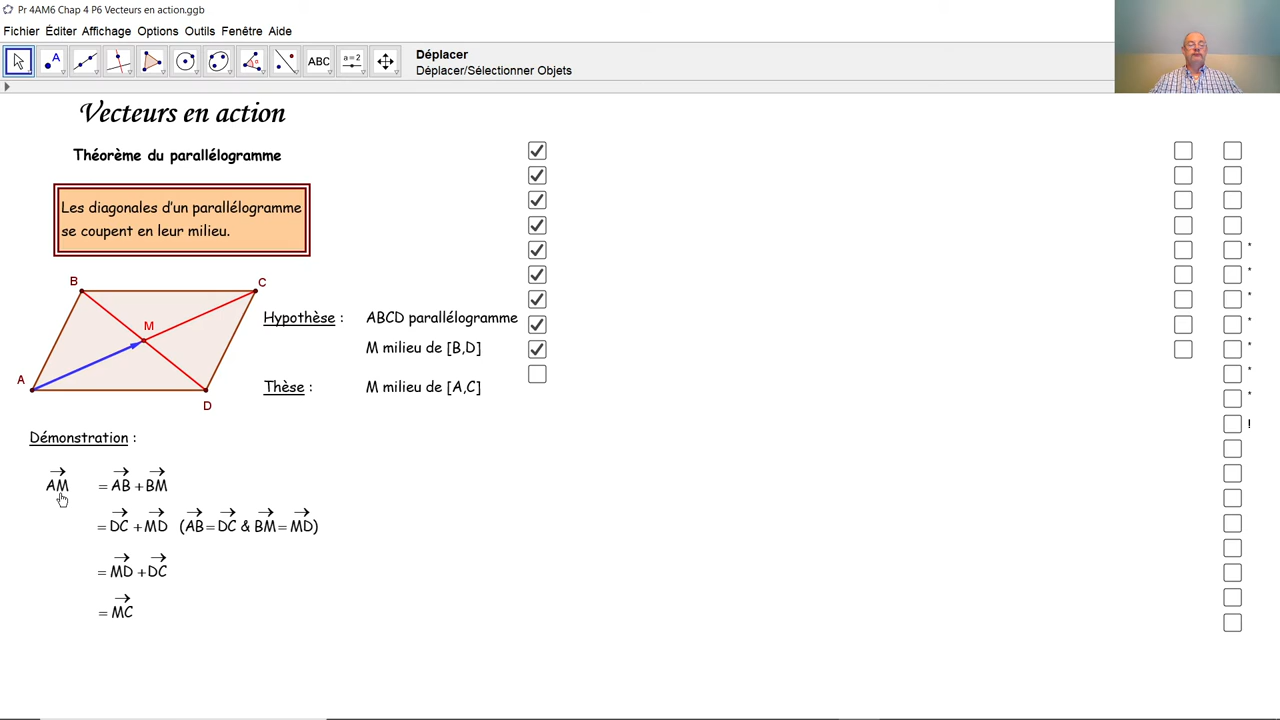 Pr 4AM6 Chap 4 P6 Vecteurs en action.ggb
Fichier Éditer Affichage Options Outils Fenêtre Aide
A
ABC
a=2
Déplacer
Déplacer/Sélectionner Objets
Vecteurs en action
Théorème du parallélogramme
Les diagonales d'un parallélogramme
se coupent en leur milieu.
B
C
M
A
D
Hypothèse : ABCD parallélogramme
M milieu de [B,D]
Thèse : M milieu de [A,C]
Démonstration :
AM = AB + BM
= DC + MD (AB = DC & BM = MD)
= MD + DC
= MC
*
*
*
*
*
*
*
!